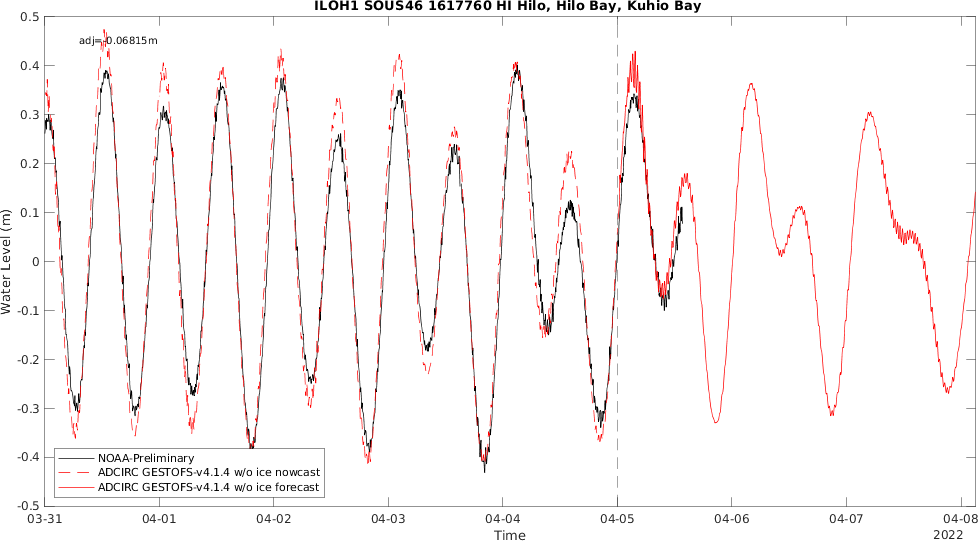 ILOH1 SOUS46 1617760 HI Hilo, Hilo Bay, Kuhio Bay
adj=-0.06815m
0.5
0.4
0.3
0.2
0.1
0
-0.1
-0.2
-0.3
-0.4
-0.5
Water Level (m)
NOAA-Preliminary
ADCIRC GESTOFS-v4.1.4 w/o ice nowcast
ADCIRC GESTOFS-v4.1.4 w/o ice forecast
03-31 04-01 04-02 04-03 04-04 04-05 04-06 04-07 04-08
Time
2022